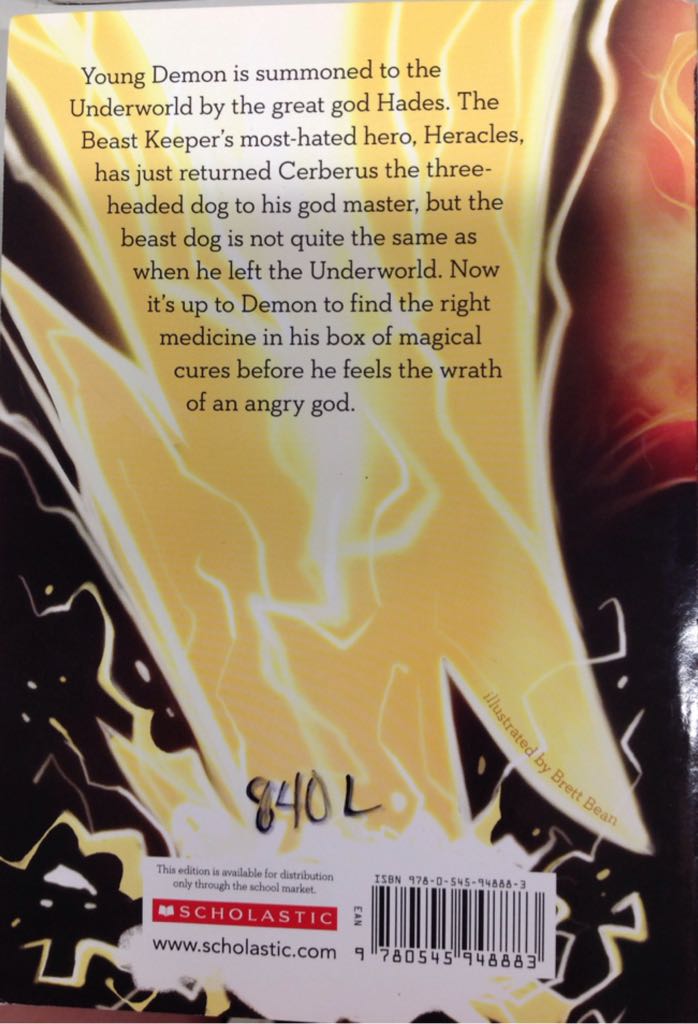 Young Demon is summoned to the
Underworld by the great god Hades. The
Beast Keeper's most-hated hero, Heracles,
has just returned Cerberus the three-
headed dog to his god master, but the
beast dog is not quite the same as
when he left the Underworld. Now
it's up to Demon to find the right
medicine in his box of magical
cures before he feels the wrath
of an angry god.
illustrated by Brett Bean
840 L
This edition is available for distribution
only through the school market.
SCHOLASTIC
www.scholastic.com
ISBN 978-0-545-94888-3
EAN
9 780545 948883